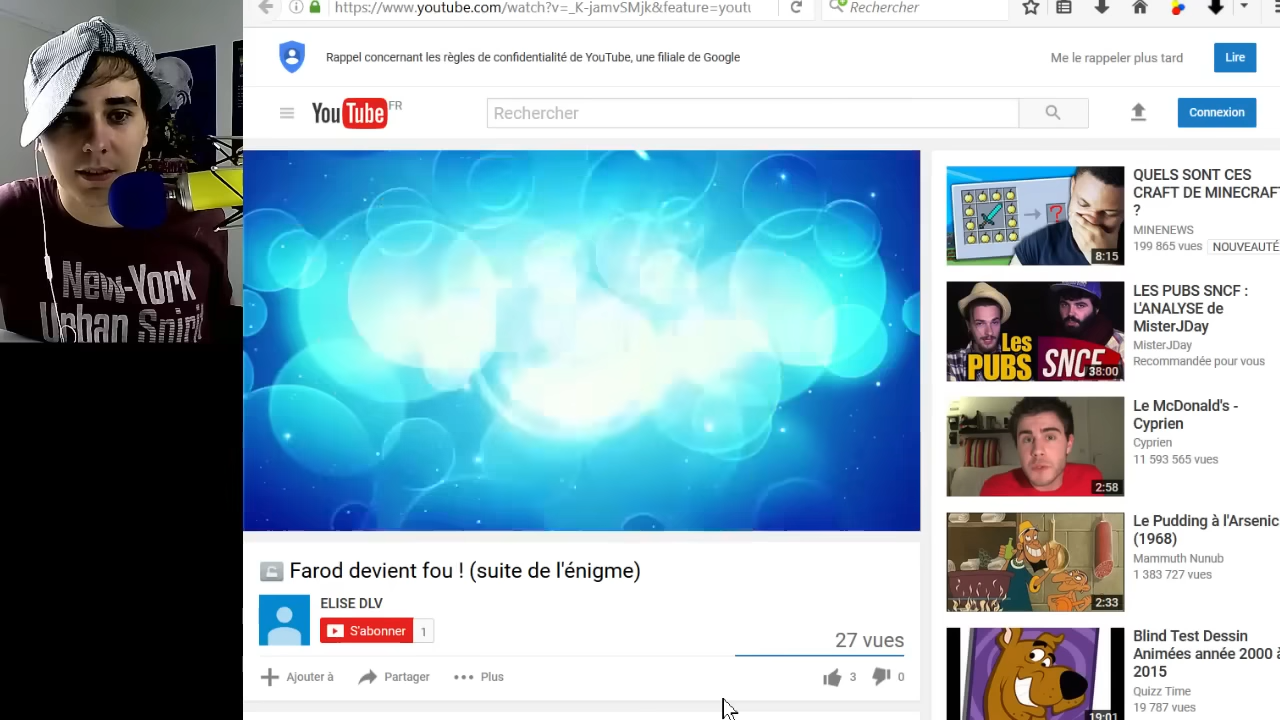 https://www.youtube.com/watch?v=_K-jamvSMjk&feature=youtu
Rechercher
Rappel concernant les règles de confidentialité de YouTube, une filiale de Google
Me le rappeler plus tard
Lire
YouTube FR
Rechercher
Connexion
New-York
Urban Spirit
QUELS SONT CES
CRAFT DE MINECRAFT
?
MINENEWS
199 865 vues
NOUVEAUTÉ
8:15
LES PUBS SNCF :
L'ANALYSE de
MisterJDay
MisterJDay
Recommandée pour vous
Les
PUBS SNCF
38:00
Le McDonald's -
Cyprien
Cyprien
11 593 565 vues
2:58
Le Pudding à l'Arsenic
(1968)
Mammuth Nunub
1 383 727 vues
2:33
Blind Test Dessin
Animées année 2000 à
2015
Quizz Time
19 787 vues
19:01
Farod devient fou ! (suite de l'énigme)
ELISE DLV
S'abonner
1
27 vues
Ajouter à
Partager
Plus
3
0